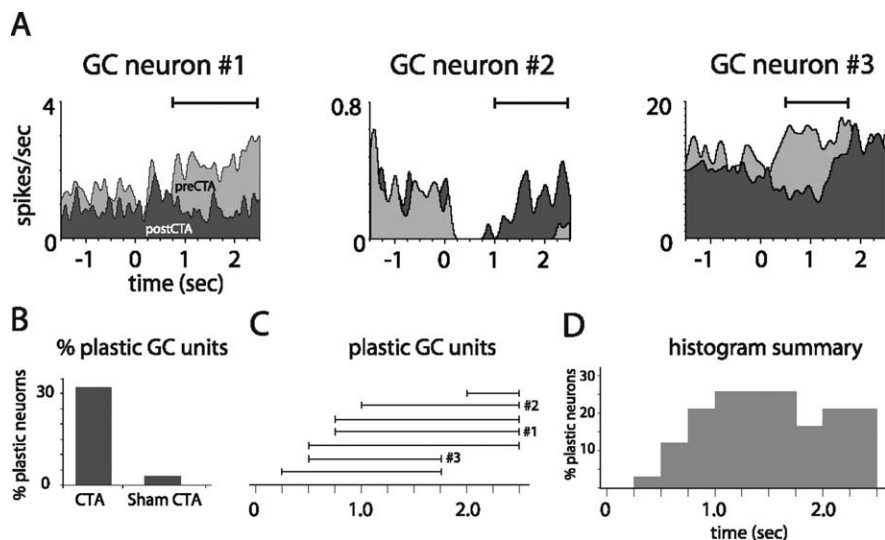 A
GC neuron #1
GC neuron #2
GC neuron #3
4
0.8
20
spikes/sec
preCTA
postCTA
0
0
0
-1 0 1 2
-1 0 1 2
-1 0 1 2
time (sec)
B
C
D
% plastic GC units
plastic GC units
histogram summary
% plastic neuorns
30
0
CTA
Sham CTA
#2
#1
#3
0 1.0 2.0
% plastic neurons
30
20
10
0
0 1.0 2.0
time (sec)